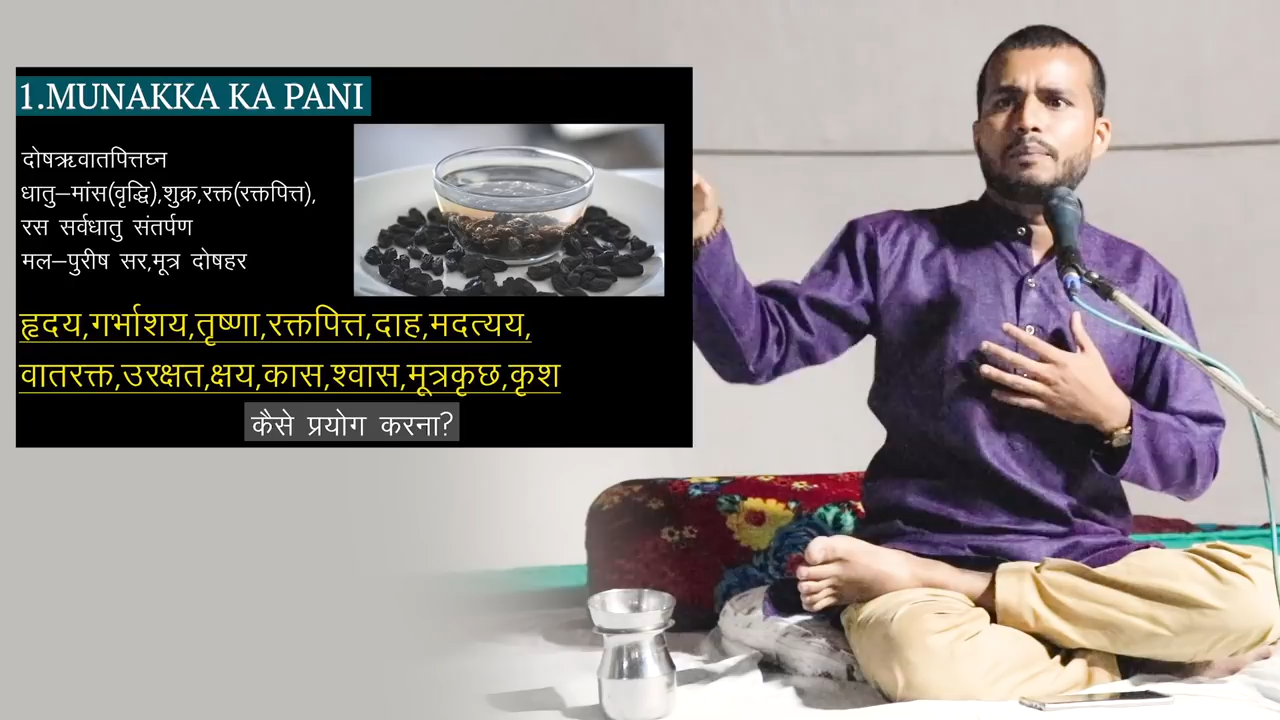 1.MUNAKKA KA PANI
दोषऋवातपित्तघ्न
धातु–मांस(वृद्धि),शुक्र,रक्त(रक्तपित्त),
रस सर्वधातु संतर्पण
मल–पुरीष सर,मूत्र दोषहर
हृदय,गर्भाशय,तृष्णा,रक्तपित्त,दाह,मदत्यय,
वातरक्त,उरक्षत,क्षय,कास,श्वास,मूत्रकृछ,कृश
कैसे प्रयोग करना?